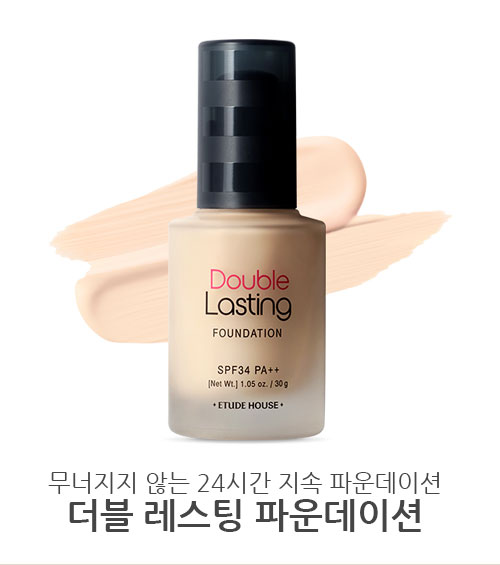 Double
Lasting
FOUNDATION
SPF34 PA++
[Net Wt.] 1.05 oz. / 30 g
• ETUDE HOUSE •
무너지지 않는 24시간 지속 파운데이션
더블 레스팅 파운데이션